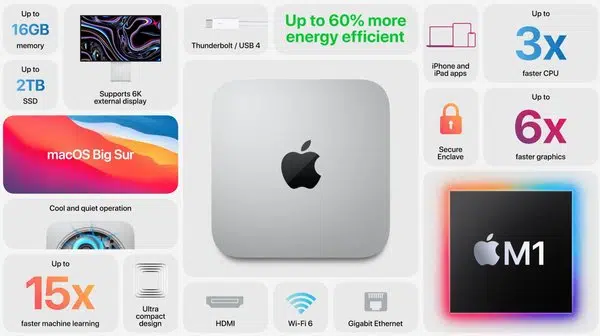 Up to
16GB
memory
Up to
2TB
SSD
Supports 6K
external display
Thunderbolt / USB 4
Up to 60% more
energy efficient
iPhone and
iPad apps
Up to
3x
faster CPU
macOS Big Sur
Secure
Enclave
Up to
6x
faster graphics
Cool and quiet operation
Up to
15x
faster machine learning
Ultra
compact
design
HDMI
Wi-Fi 6
Gigabit Ethernet
M1